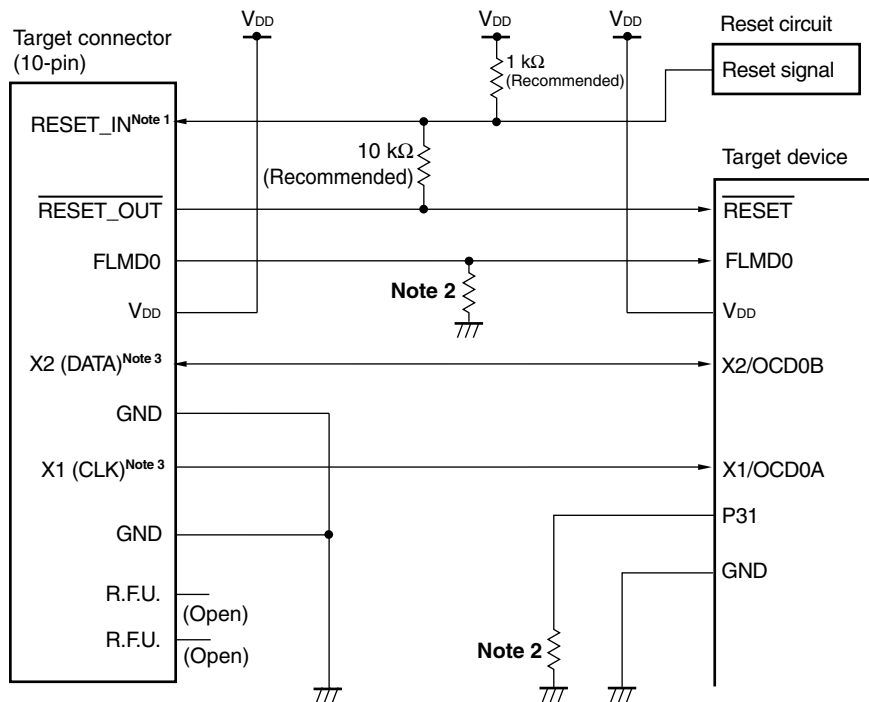 VDD
VDD
VDD
Reset circuit
Target connector
(10-pin)
1 kΩ
(Recommended)
Reset signal
RESET_INNote 1
10 kΩ
(Recommended)
Target device
RESET_OUT
RESET
FLMD0
FLMD0
Note 2
VDD
VDD
X2 (DATA)Note 3
X2/OCD0B
GND
X1 (CLK)Note 3
X1/OCD0A
P31
GND
GND
R.F.U.
(Open)
R.F.U.
(Open)
Note 2